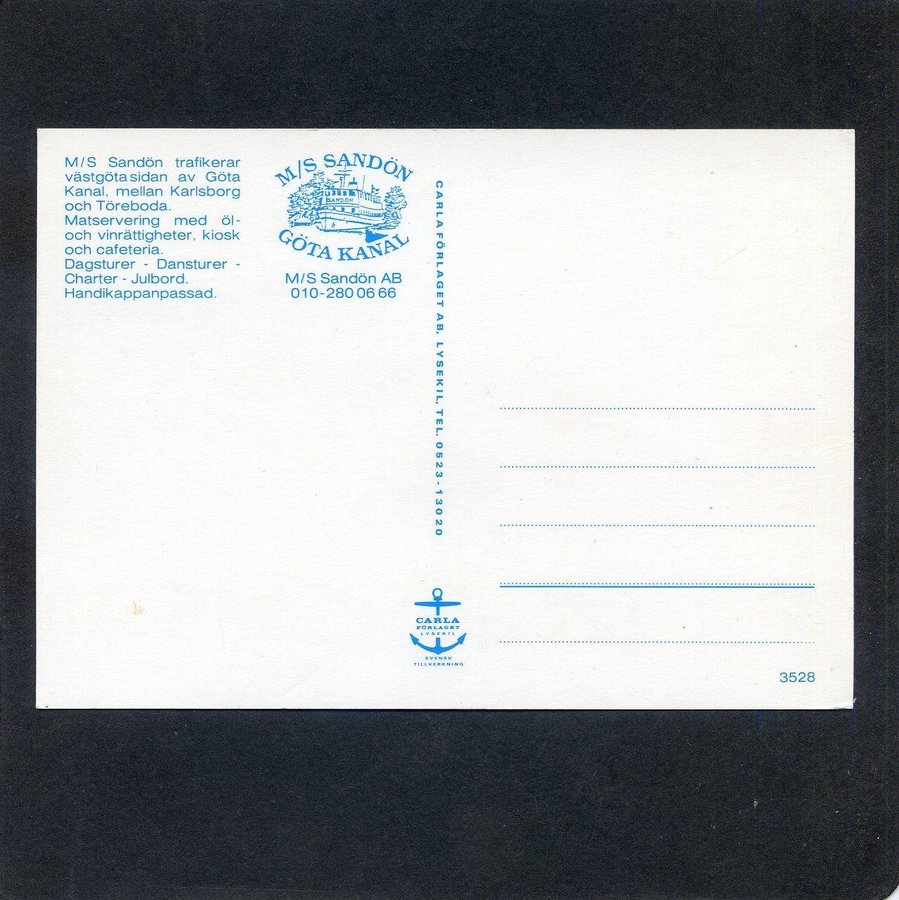 M/S Sandön trafikerar
västgötasidan av Göta
Kanal, mellan Karlsborg
och Töreboda.
Matservering med öl-
och vinrättigheter, kiosk
och cafeteria.
Dagsturer - Dansturer -
Charter - Julbord.
Handikappanpassad.
M/S SANDÖN
SANDÖN
GÖTA KANAL
M/S Sandön AB
010-280 06 66
CARLA FÖRLAGET AB, LYSEKIL, TEL. 0523-13020
CARLA
FÖRLAGET
LYSEKIL
SVENSK
TILLVERKNING
3528